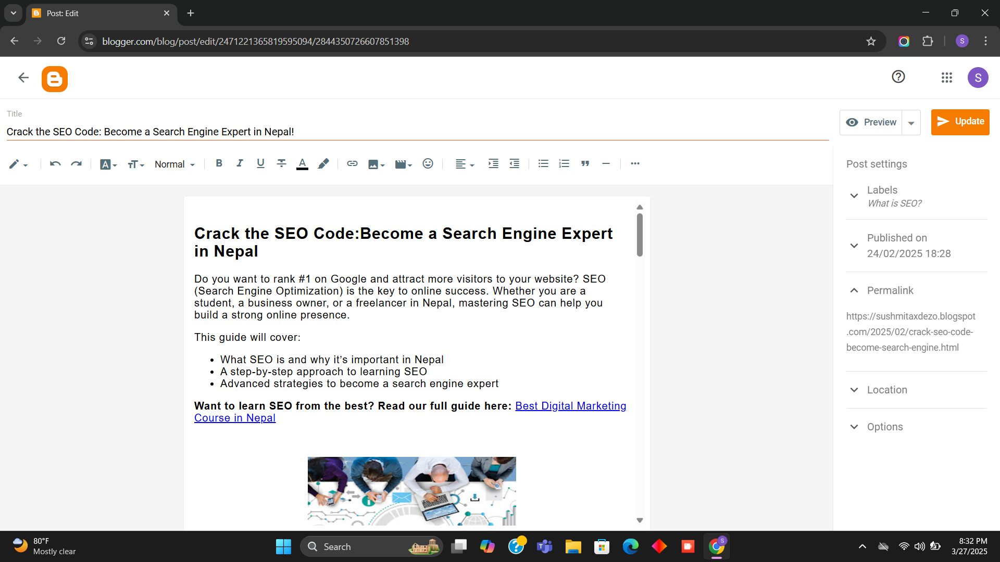 Post: Edit
blogger.com/blog/post/edit/2471221365819595094/2844350726607851398
S
S
Title
Crack the SEO Code: Become a Search Engine Expert in Nepal!
Preview
Update
Normal
Post settings
Labels
What is SEO?
Published on
24/02/2025 18:28
Permalink
https://sushmitaxdezo.blogspot
.com/2025/02/crack-seo-code-
become-search-engine.html
Location
Options
Crack the SEO Code:Become a Search Engine Expert
in Nepal
Do you want to rank #1 on Google and attract more visitors to your website? SEO
(Search Engine Optimization) is the key to online success. Whether you are a
student, a business owner, or a freelancer in Nepal, mastering SEO can help you
build a strong online presence.
This guide will cover:
• What SEO is and why it’s important in Nepal
• A step-by-step approach to learning SEO
• Advanced strategies to become a search engine expert
Want to learn SEO from the best? Read our full guide here: Best Digital Marketing
Course in Nepal
80°F
Mostly clear
Search
S
8:32 PM
3/27/2025